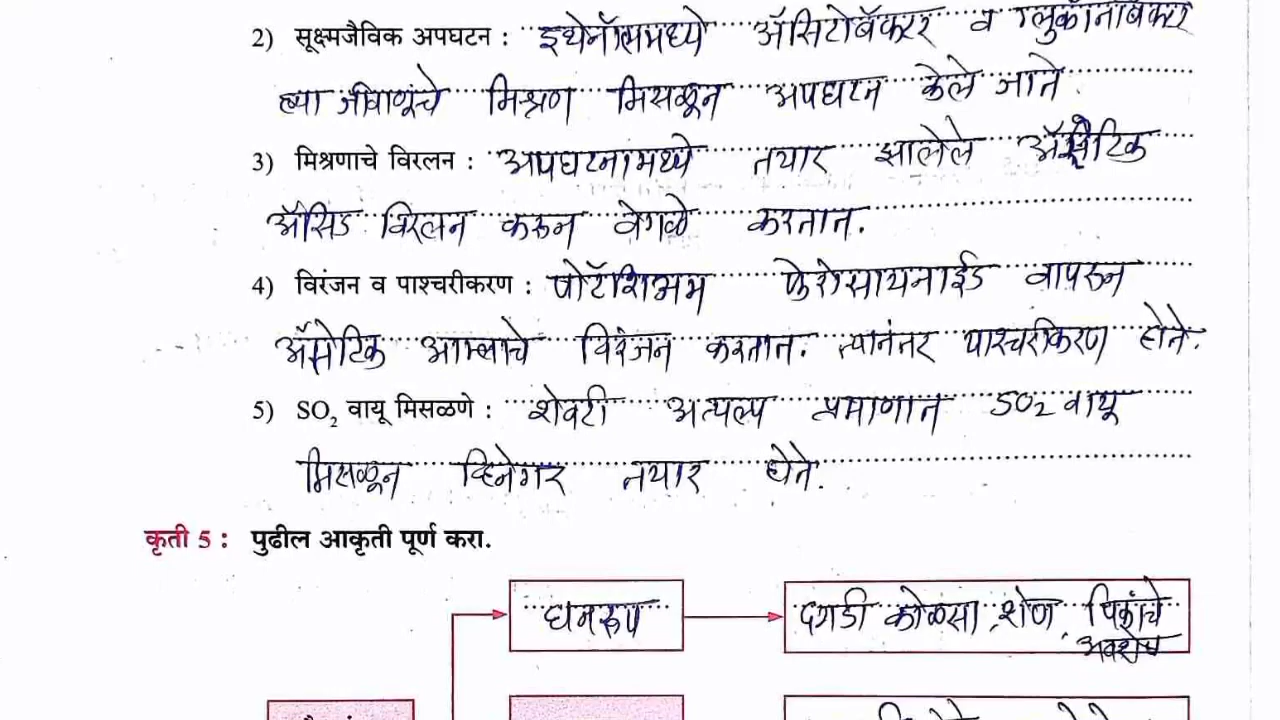 2) सूक्ष्मजैविक अपघटन : इथेनॉलमध्ये ॲसिटोबॅक्टर व ग्लुकॉनोबॅक्टर
ह्या जीवाणूंचे मिश्रण मिसळून अपघटन केले जाते.
3) मिश्रणाचे विरलन : अपघटनामध्ये तयार झालेले ॲसेटिक
ॲसिड विरलन करून वेगळे करतात.
4) विरंजन व पाश्चरीकरण : पोटॅशिअम फेरोसायनाईड वापरून
ॲसेटिक आम्लाचे विरंजन करतात. त्यानंतर पाश्चरीकरण होते.
5) SO₂ वायू मिसळणे : शेवटी अत्यल्प प्रमाणात SO₂ वायू
मिसळून व्हिनेगर तयार होते.
कृती 5 : पुढील आकृती पूर्ण करा.
घनरूप दगडी कोळसा, शेण, पिकांचे
अवशेष